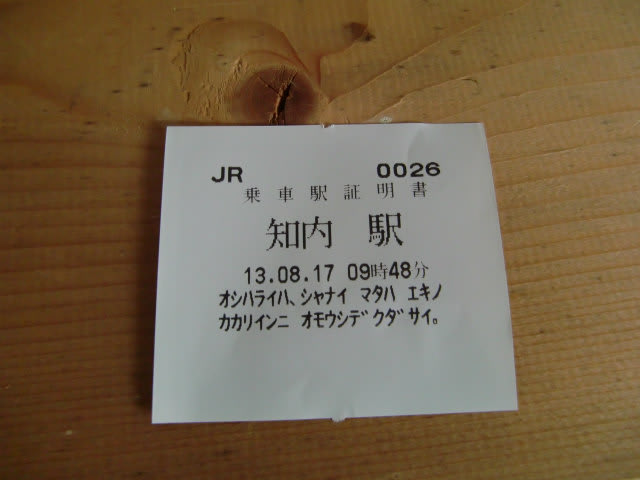 JR 0026
乗車駅証明書
知内 駅
13.08.17 09時48分
オシハライハ、シャナイ マタハ エキノ
カカリインニ オモウシデクダサイ。